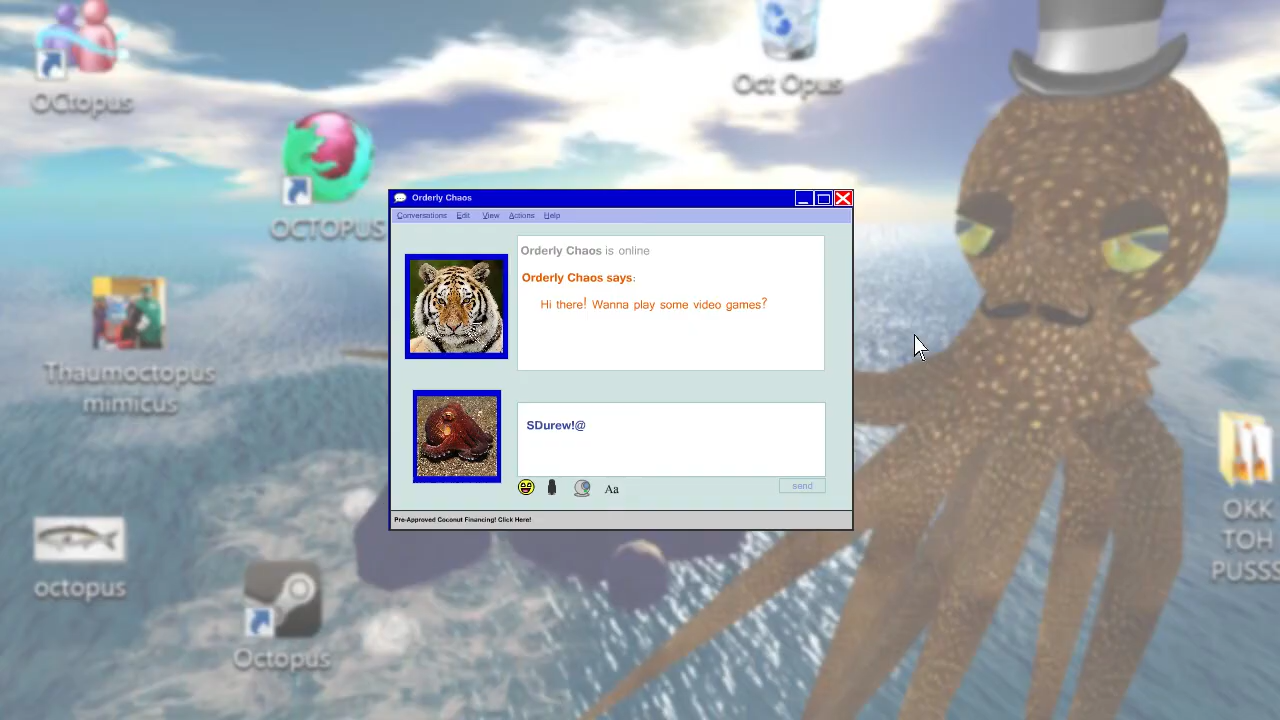 OCtopus
Oct Opus
OCTOPUS
Orderly Chaos
Conversations Edit View Actions Help
Orderly Chaos is online
Orderly Chaos says:
Hi there! Wanna play some video games?
Thaumoctopus
mimicus
SDurew!@
Aa
send
Pre-Approved Coconut Financing! Click Here!
OKK
TOH
PUSSS
octopus
Octopus